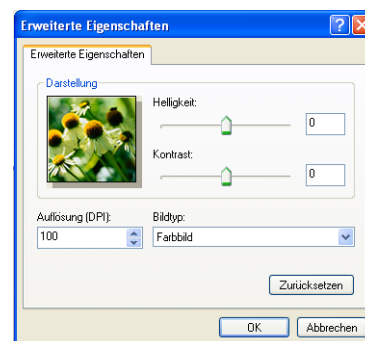 Erweiterte Eigenschaften
Erweiterte Eigenschaften
Darstellung
Helligkeit:
0
Kontrast:
0
Auflösung (DPI):
Bildtyp:
100
Farbbild
Zurücksetzen
OK
Abbrechen